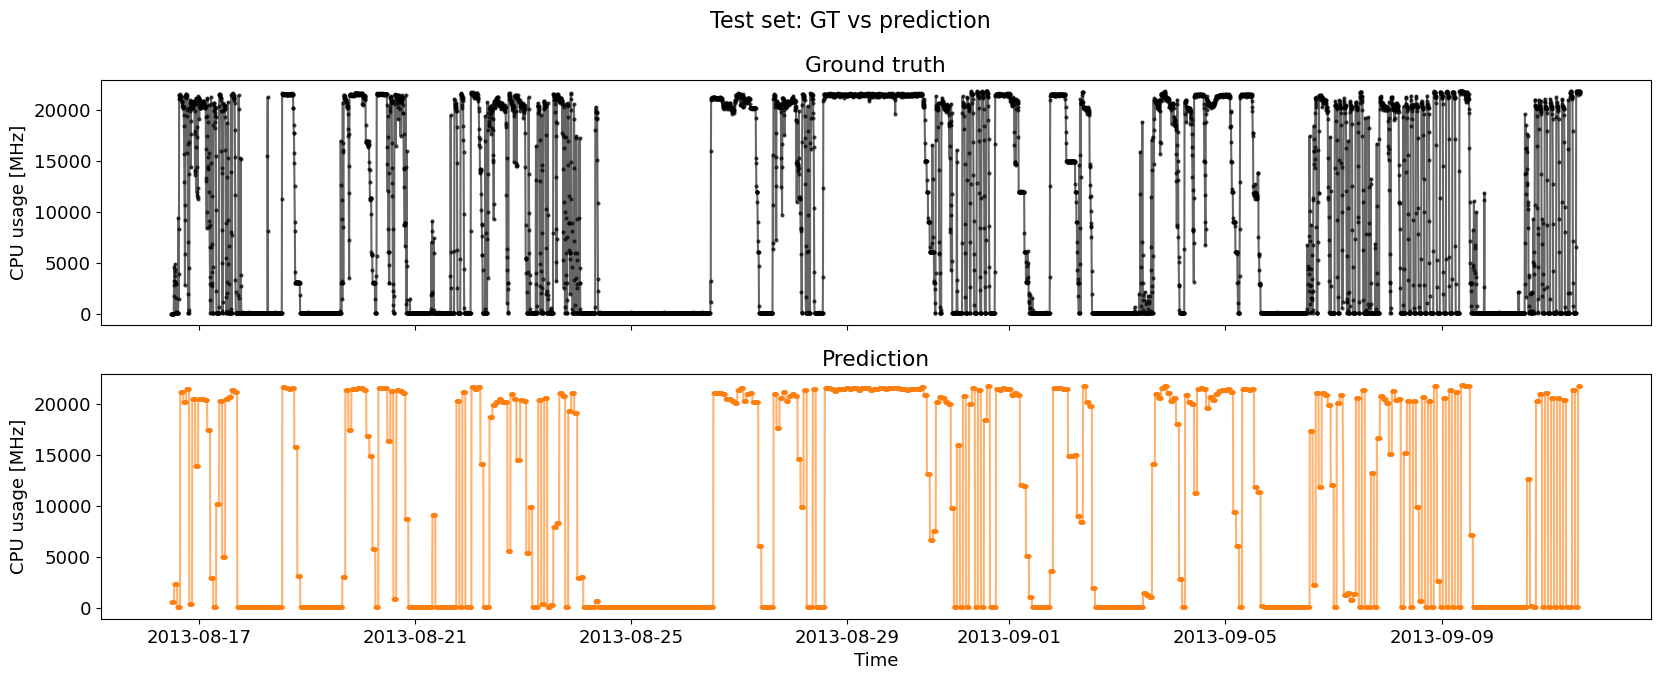 Test set: GT vs prediction
Ground truth
CPU usage [MHz]
20000
15000
10000
5000
0
Prediction
CPU usage [MHz]
20000
15000
10000
5000
0
2013-08-17 2013-08-21 2013-08-25 2013-08-29 2013-09-01 2013-09-05 2013-09-09
Time